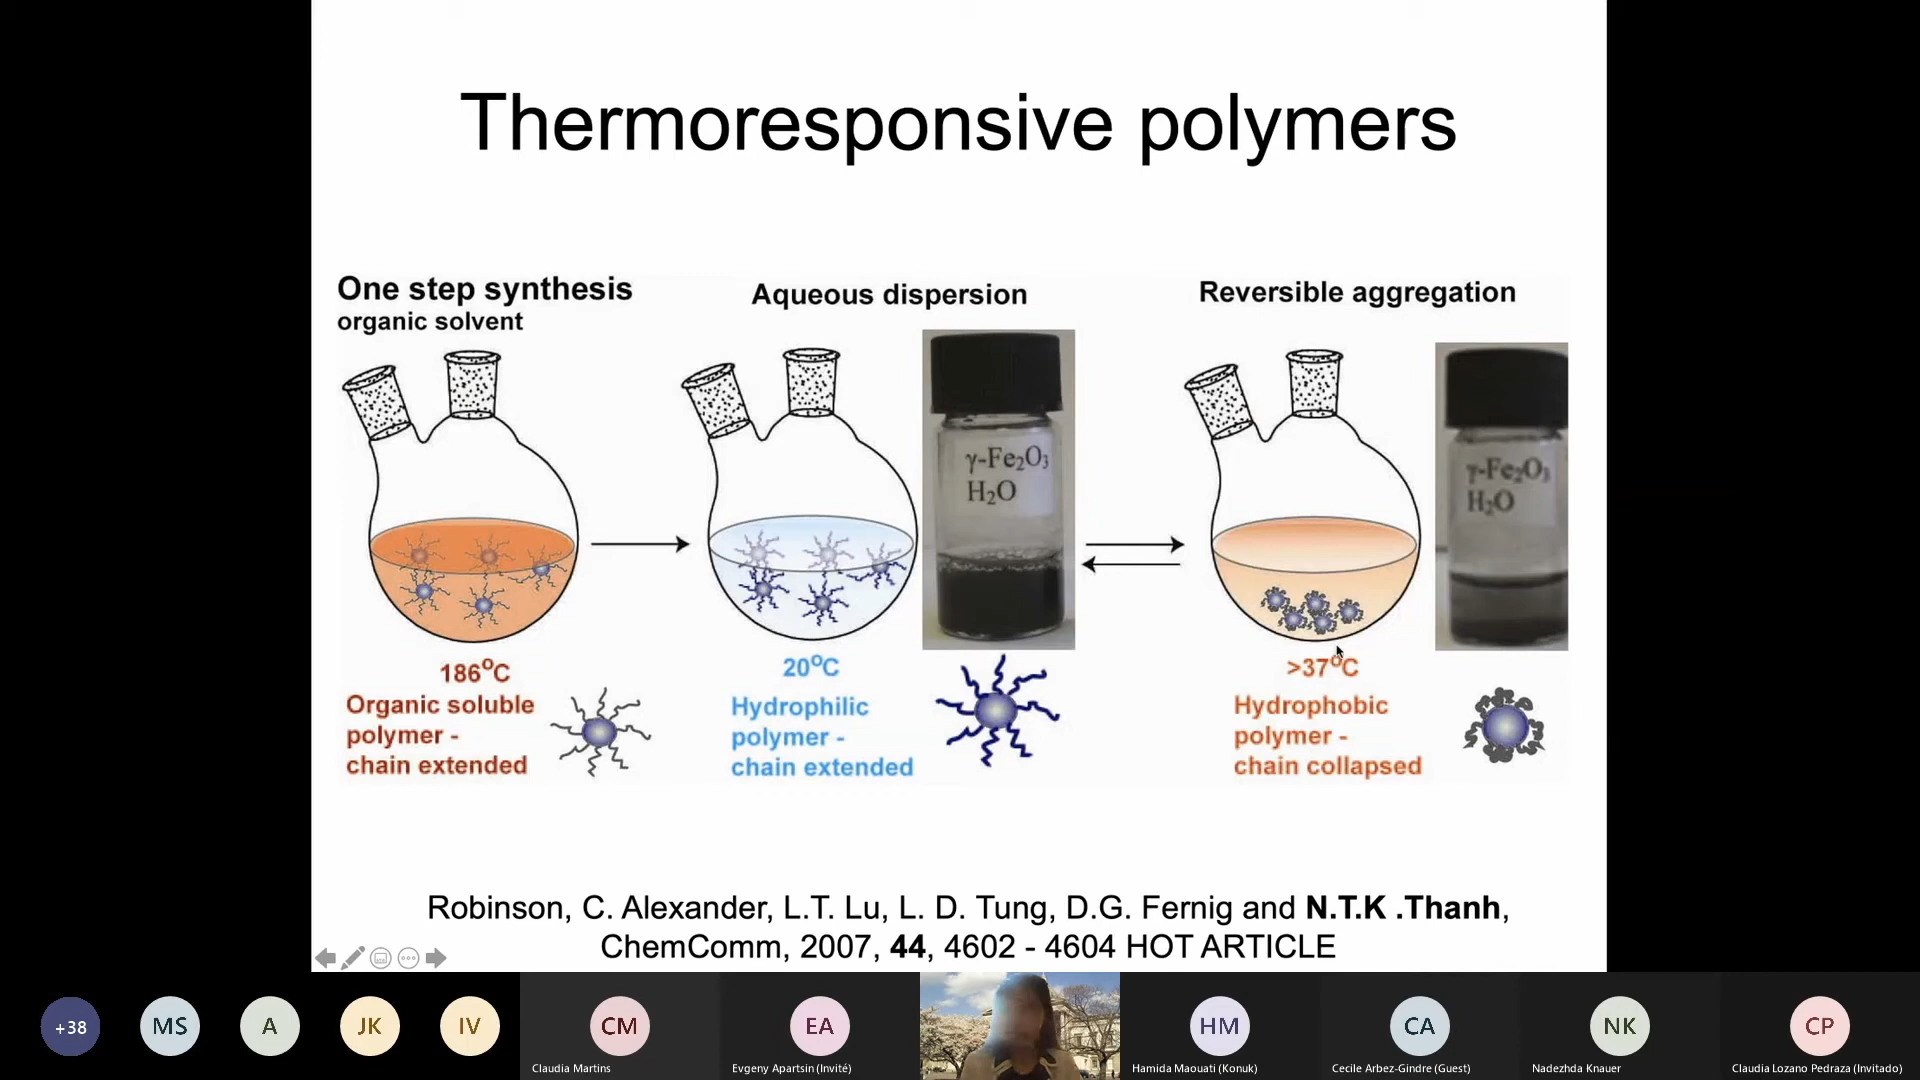 Thermoresponsive polymers
One step synthesis
organic solvent
Aqueous dispersion
Reversible aggregation
γ-Fe₂O₃
H₂O
γ-Fe₂O₃
H₂O
186°C
Organic soluble
polymer -
chain extended
20°C
Hydrophilic
polymer -
chain extended
>37°C
Hydrophobic
polymer -
chain collapsed
Robinson, C. Alexander, L.T. Lu, L. D. Tung, D.G. Fernig and N.T.K .Thanh,
ChemComm, 2007, 44, 4602 - 4604 HOT ARTICLE
+38
MS
A
JK
IV
CM
Claudia Martins
EA
Evgeny Apartsin (Invité)
HM
Hamida Maouati (Konuk)
CA
Cecile Arbez-Gindre (Guest)
NK
Nadezhda Knauer
CP
Claudia Lozano Pedraza (Invitado)